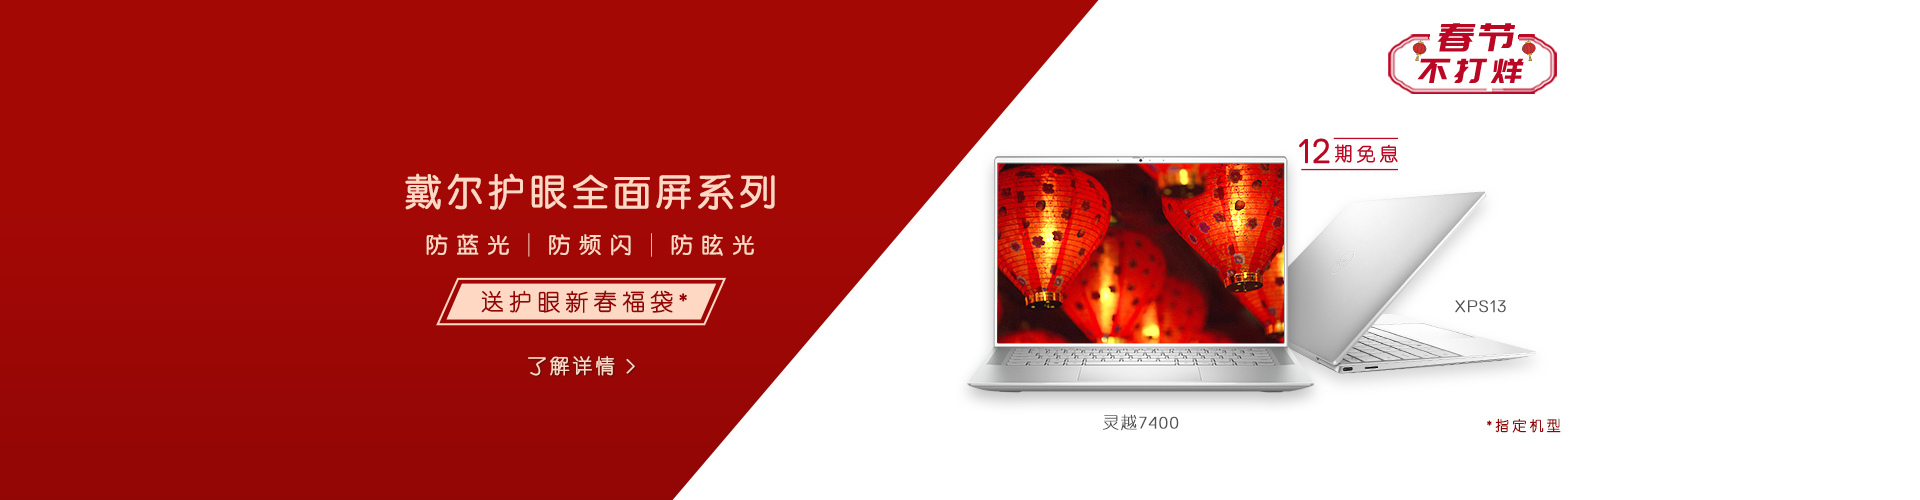 戴尔护眼全面屏系列
防蓝光｜防频闪｜防眩光
送护眼新春福袋*
了解详情 >
春节
不打烊
12期免息
XPS13
灵越7400
*指定机型